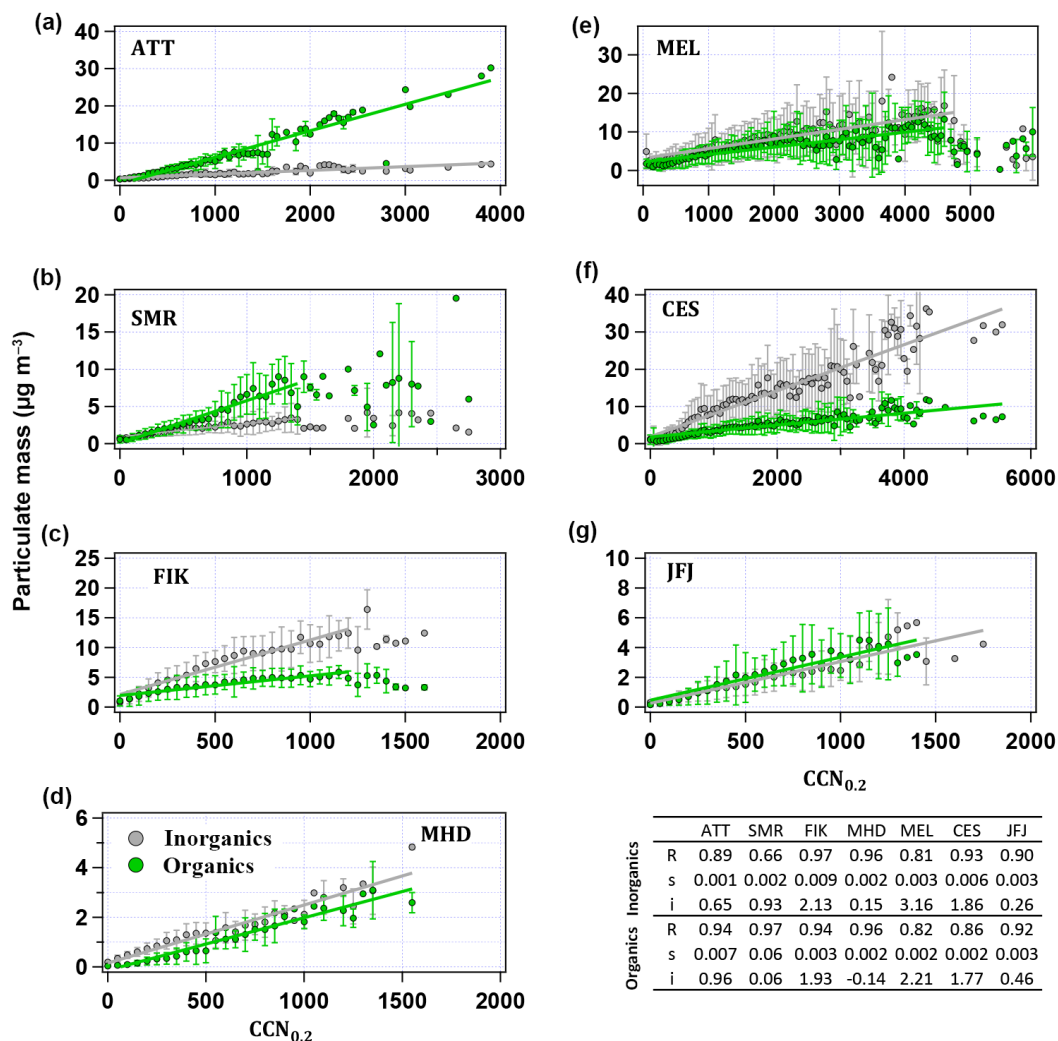 Particulate mass (µg m⁻³)
(a)
ATT
40
30
20
10
0
0 1000 2000 3000 4000
(b)
SMR
20
15
10
5
0
0 1000 2000 3000
(c)
FIK
25
20
15
10
5
0
0 500 1000 1500 2000
(d)
MHD
Inorganics
Organics
6
4
2
0
0 500 1000 1500 2000
CCN0.2
(e)
MEL
40
30
20
10
0
0 1000 2000 3000 4000 5000
(f)
CES
40
30
20
10
0
0 2000 4000 6000
(g)
JFJ
10
8
6
4
2
0
0 500 1000 1500 2000
CCN0.2
ATT SMR FIK MHD MEL CES JFJ
Inorganics
R 0.89 0.66 0.97 0.96 0.81 0.93 0.90
s 0.001 0.002 0.009 0.002 0.003 0.006 0.003
i 0.65 0.93 2.13 0.15 3.16 1.86 0.26
Organics
R 0.94 0.97 0.94 0.96 0.82 0.86 0.92
s 0.007 0.06 0.003 0.002 0.002 0.002 0.003
i 0.96 0.06 1.93 -0.14 2.21 1.77 0.46